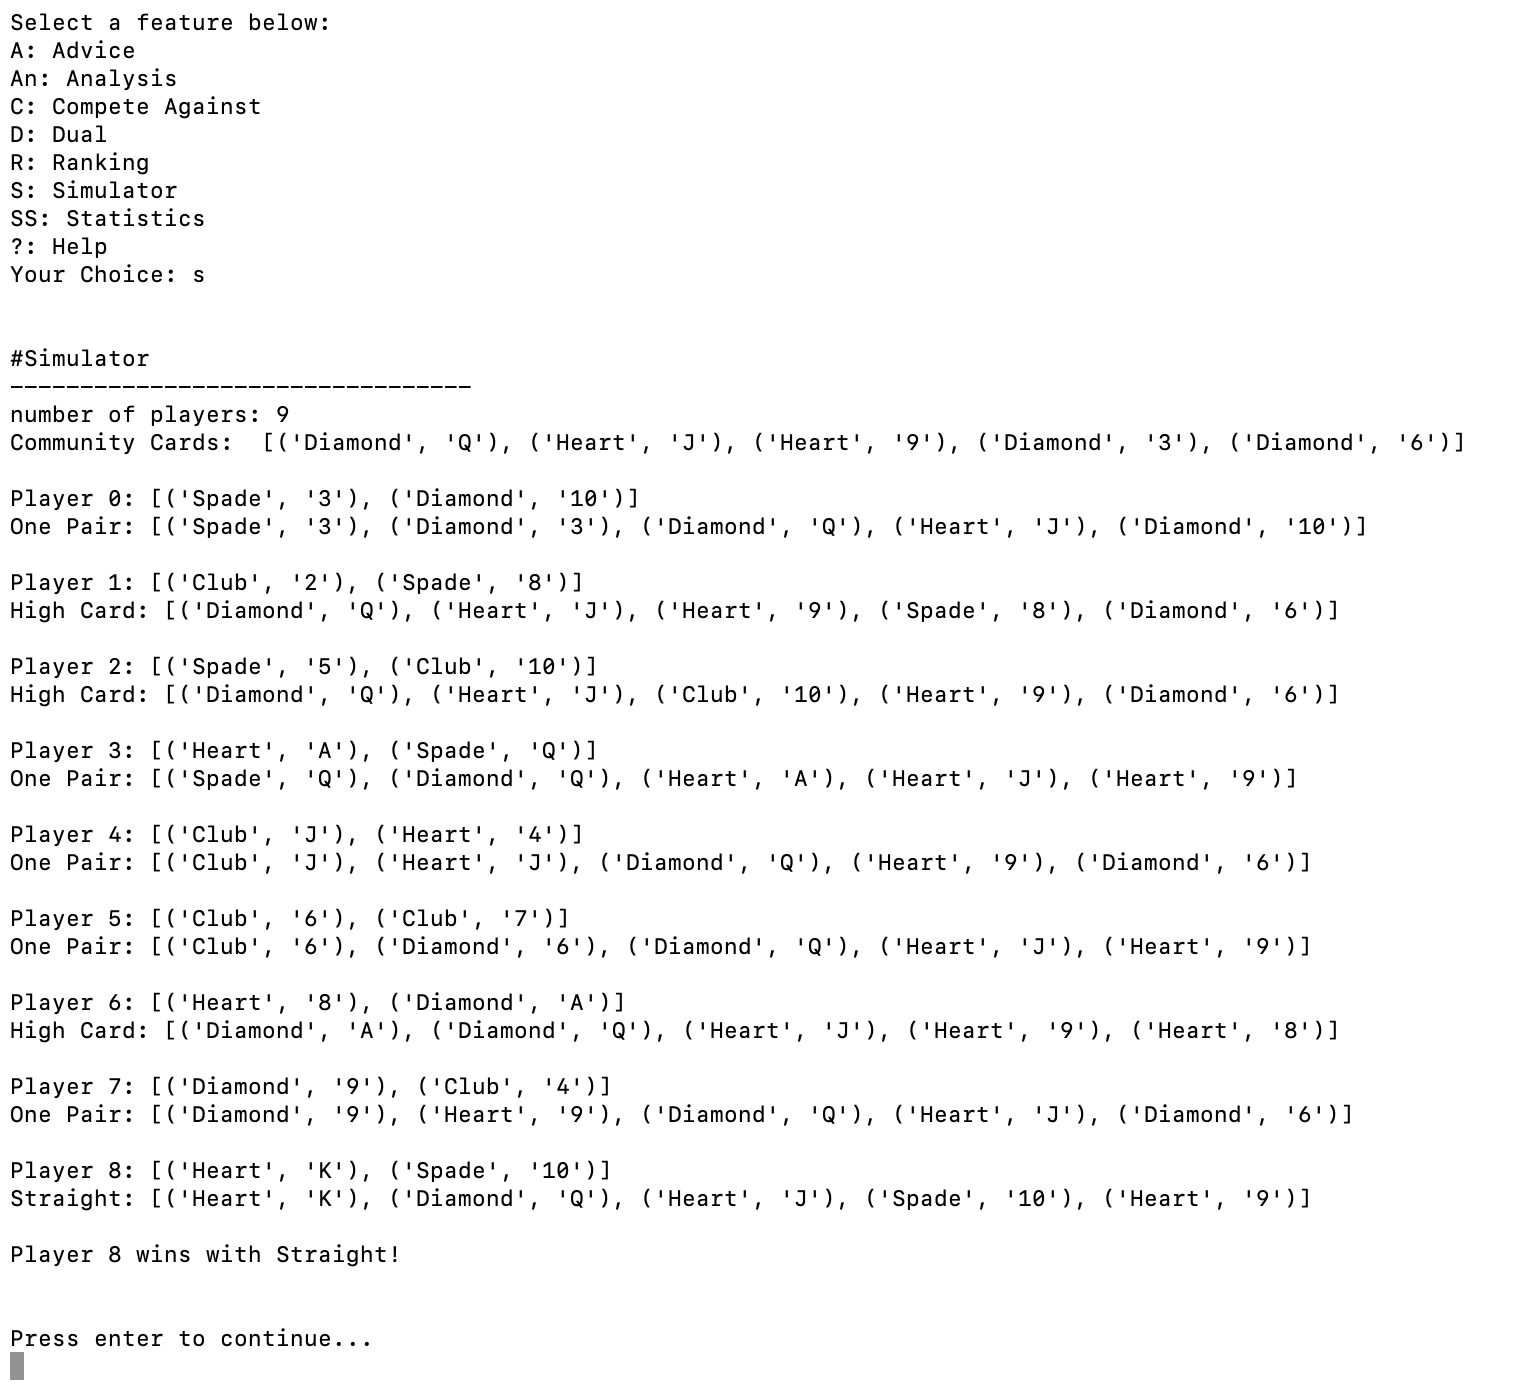 Select a feature below:
A: Advice
An: Analysis
C: Compete Against
D: Dual
R: Ranking
S: Simulator
SS: Statistics
?: Help
Your Choice: s
#Simulator
---------------------------------
number of players: 9
Community Cards:  [('Diamond', 'Q'), ('Heart', 'J'), ('Heart', '9'), ('Diamond', '3'), ('Diamond', '6')]
Player 0: [('Spade', '3'), ('Diamond', '10')]
One Pair: [('Spade', '3'), ('Diamond', '3'), ('Diamond', 'Q'), ('Heart', 'J'), ('Diamond', '10')]
Player 1: [('Club', '2'), ('Spade', '8')]
High Card: [('Diamond', 'Q'), ('Heart', 'J'), ('Heart', '9'), ('Spade', '8'), ('Diamond', '6')]
Player 2: [('Spade', '5'), ('Club', '10')]
High Card: [('Diamond', 'Q'), ('Heart', 'J'), ('Club', '10'), ('Heart', '9'), ('Diamond', '6')]
Player 3: [('Heart', 'A'), ('Spade', 'Q')]
One Pair: [('Spade', 'Q'), ('Diamond', 'Q'), ('Heart', 'A'), ('Heart', 'J'), ('Heart', '9')]
Player 4: [('Club', 'J'), ('Heart', '4')]
One Pair: [('Club', 'J'), ('Heart', 'J'), ('Diamond', 'Q'), ('Heart', '9'), ('Diamond', '6')]
Player 5: [('Club', '6'), ('Club', '7')]
One Pair: [('Club', '6'), ('Diamond', '6'), ('Diamond', 'Q'), ('Heart', 'J'), ('Heart', '9')]
Player 6: [('Heart', '8'), ('Diamond', 'A')]
High Card: [('Diamond', 'A'), ('Diamond', 'Q'), ('Heart', 'J'), ('Heart', '9'), ('Heart', '8')]
Player 7: [('Diamond', '9'), ('Club', '4')]
One Pair: [('Diamond', '9'), ('Heart', '9'), ('Diamond', 'Q'), ('Heart', 'J'), ('Diamond', '6')]
Player 8: [('Heart', 'K'), ('Spade', '10')]
Straight: [('Heart', 'K'), ('Diamond', 'Q'), ('Heart', 'J'), ('Spade', '10'), ('Heart', '9')]
Player 8 wins with Straight!
Press enter to continue...